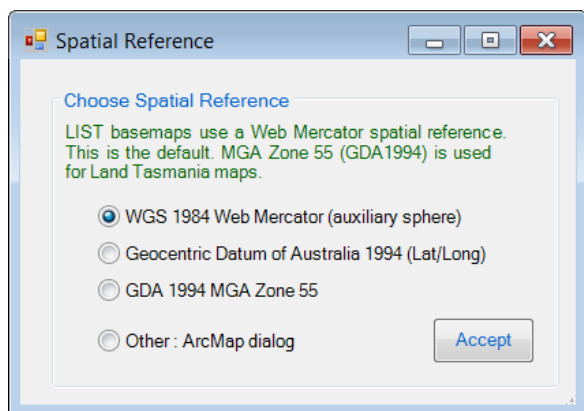 Spatial Reference
Choose Spatial Reference
LIST basemaps use a Web Mercator spatial reference.
This is the default. MGA Zone 55 (GDA1994) is used
for Land Tasmania maps.
WGS 1984 Web Mercator (auxiliary sphere)
Geocentric Datum of Australia 1994 (Lat/Long)
GDA 1994 MGA Zone 55
Other : ArcMap dialog
Accept